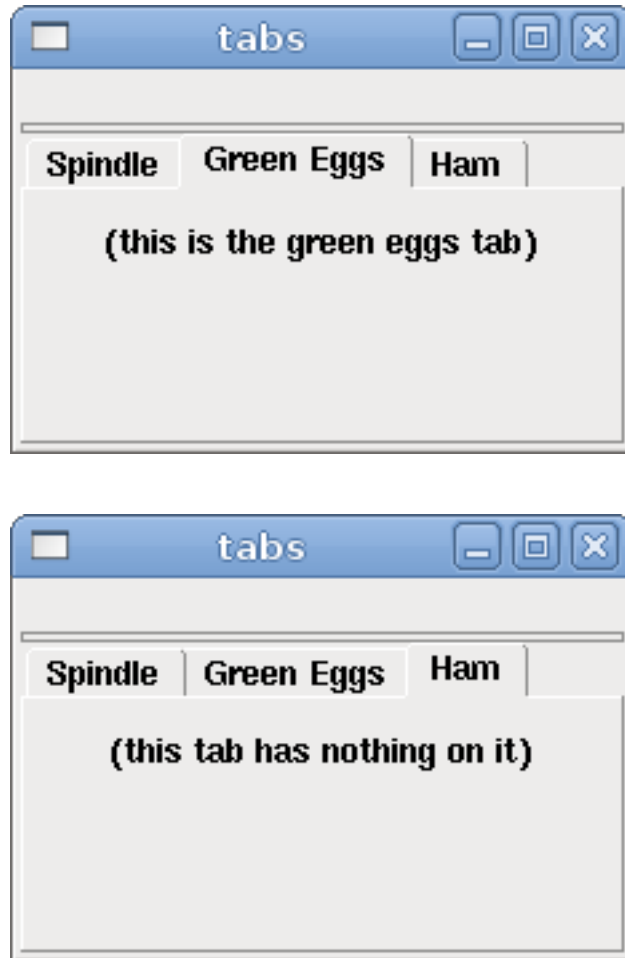 tabs
Spindle Green Eggs Ham
(this is the green eggs tab)
tabs
Spindle Green Eggs Ham
(this tab has nothing on it)